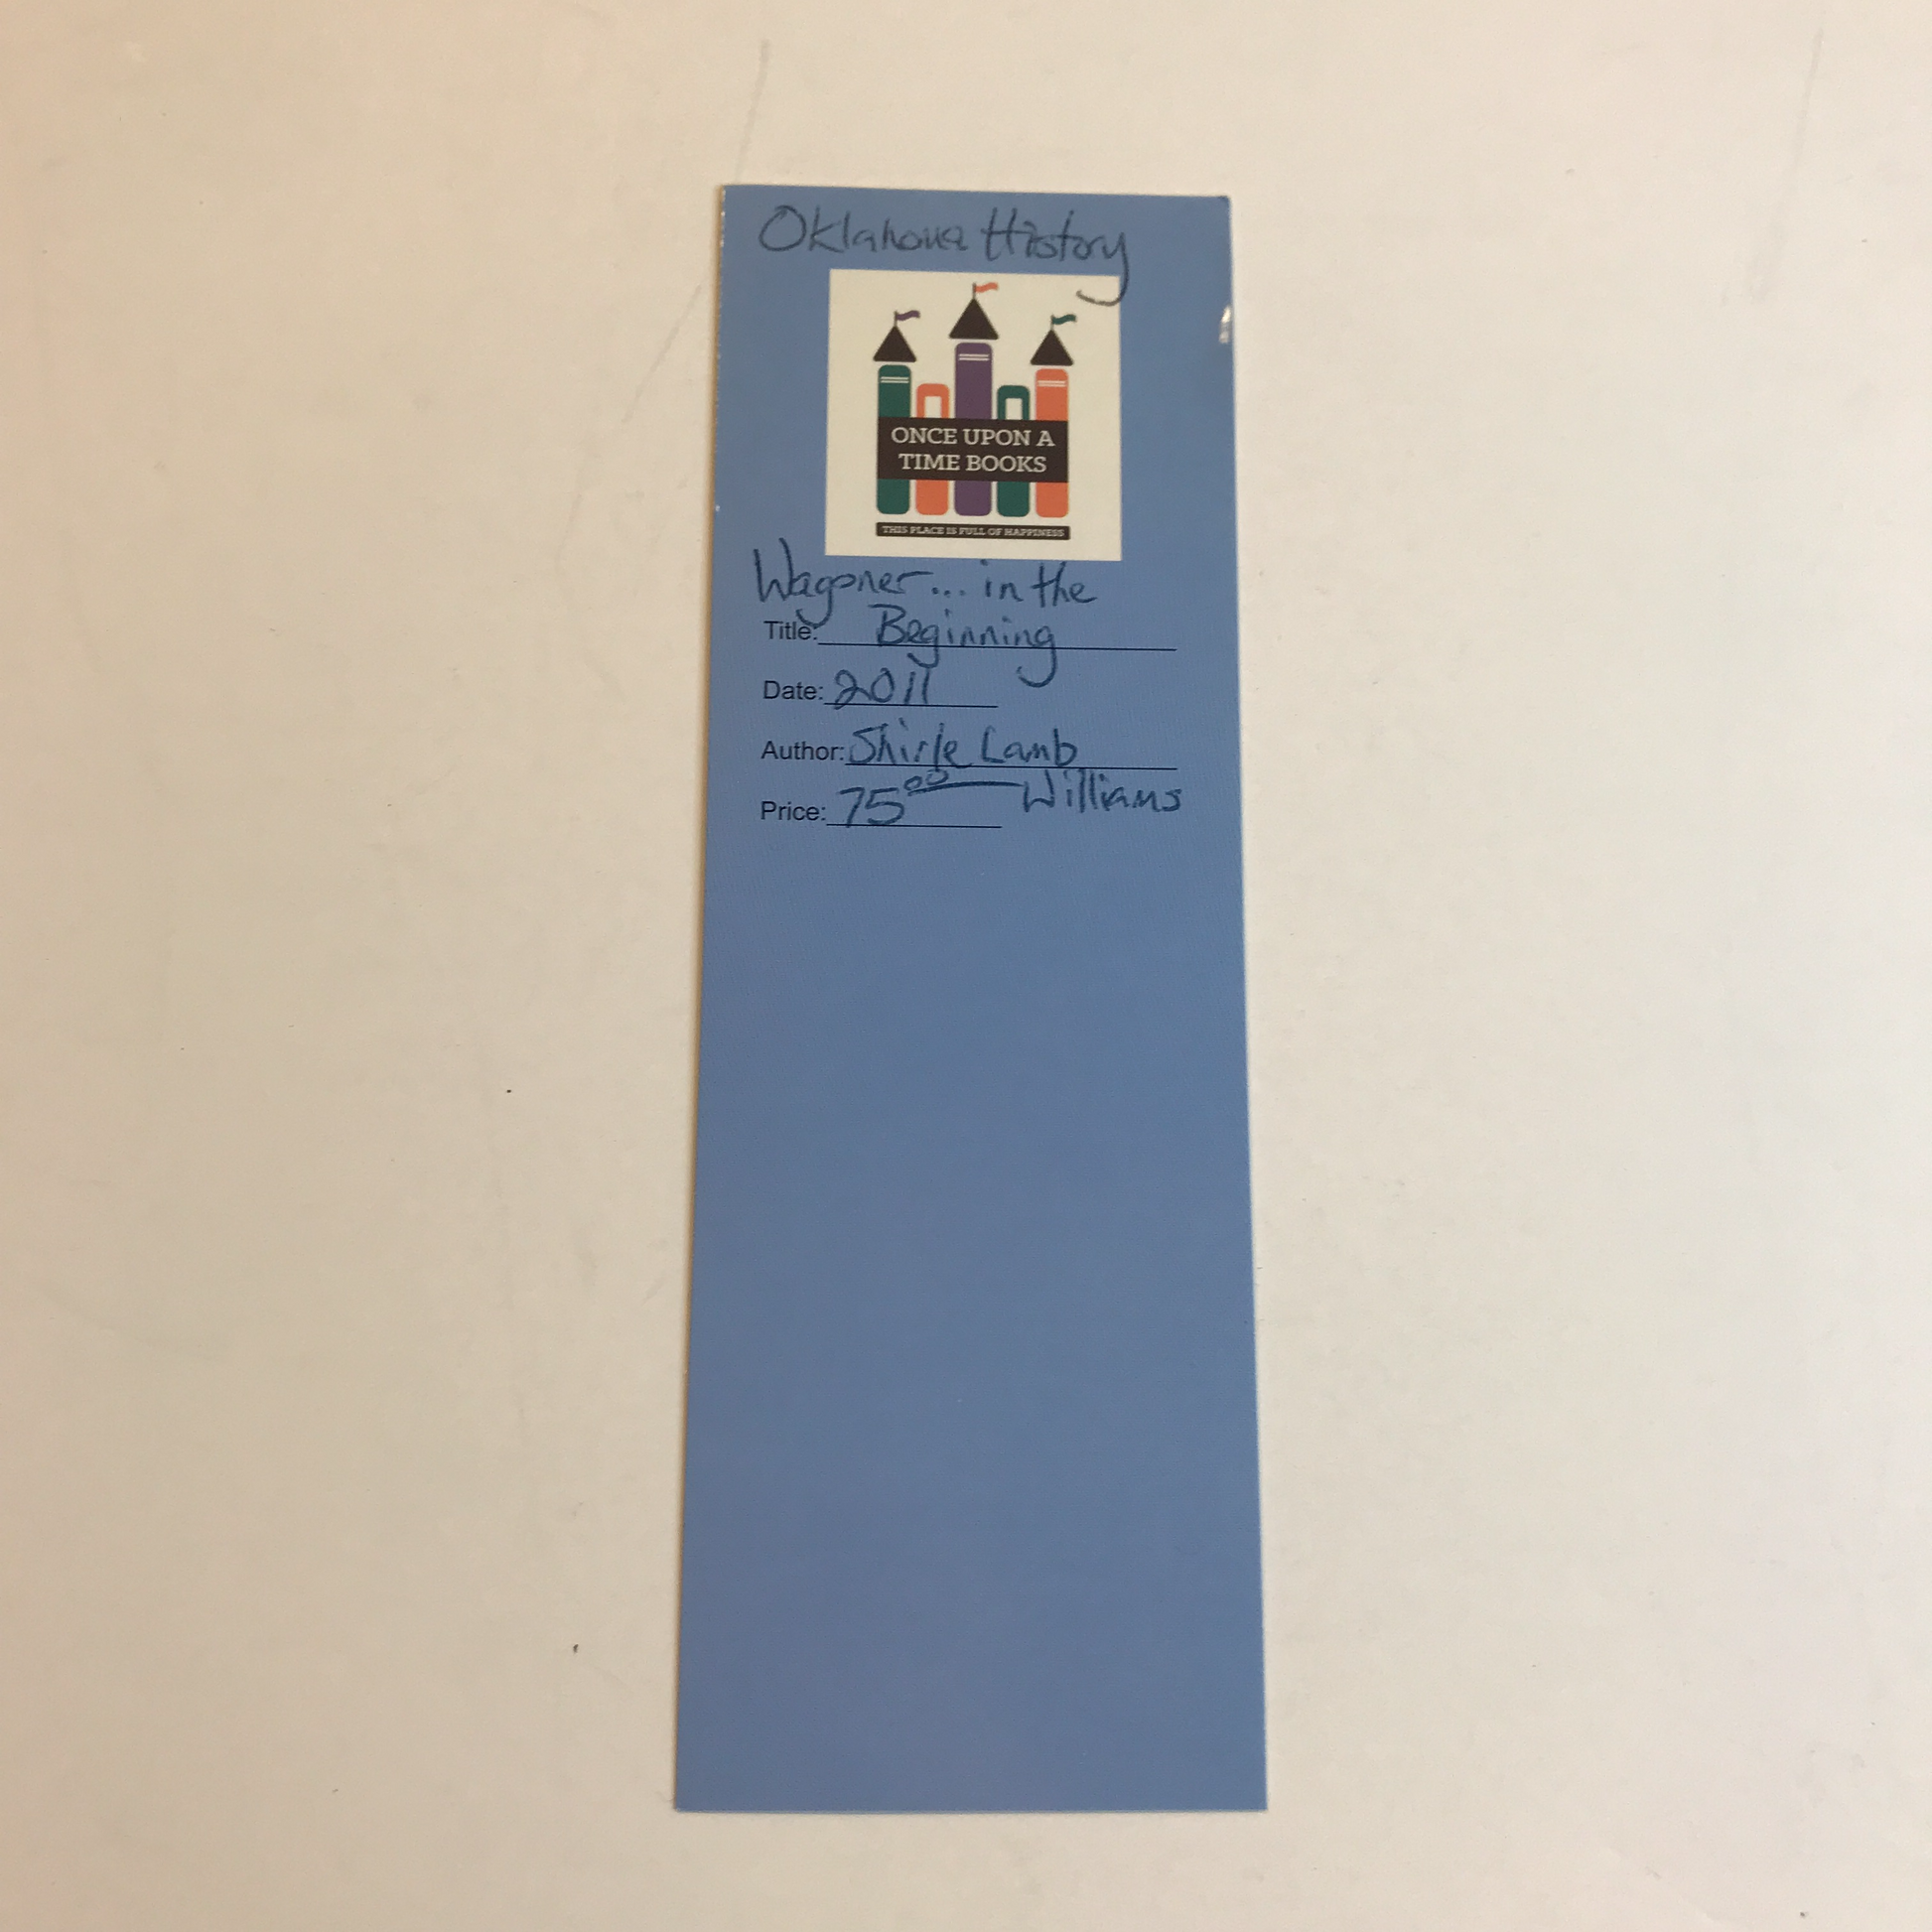 Oklahoma History
ONCE UPON A
TIME BOOKS
THIS PLACE IS FULL OF HAPPINESS
Wagoner... in the
Title: Beginning
Date: 2011
Author: Shirle Lamb
Williams
Price: 75 00